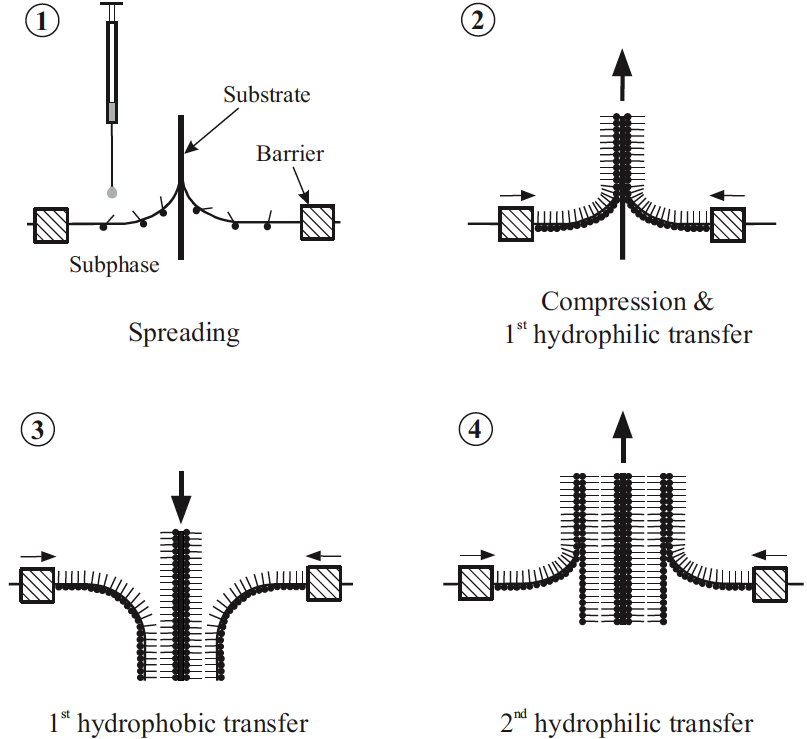 1
Substrate
Barrier
Subphase
Spreading
2
Compression &
1st hydrophilic transfer
3
1st hydrophobic transfer
4
2nd hydrophilic transfer